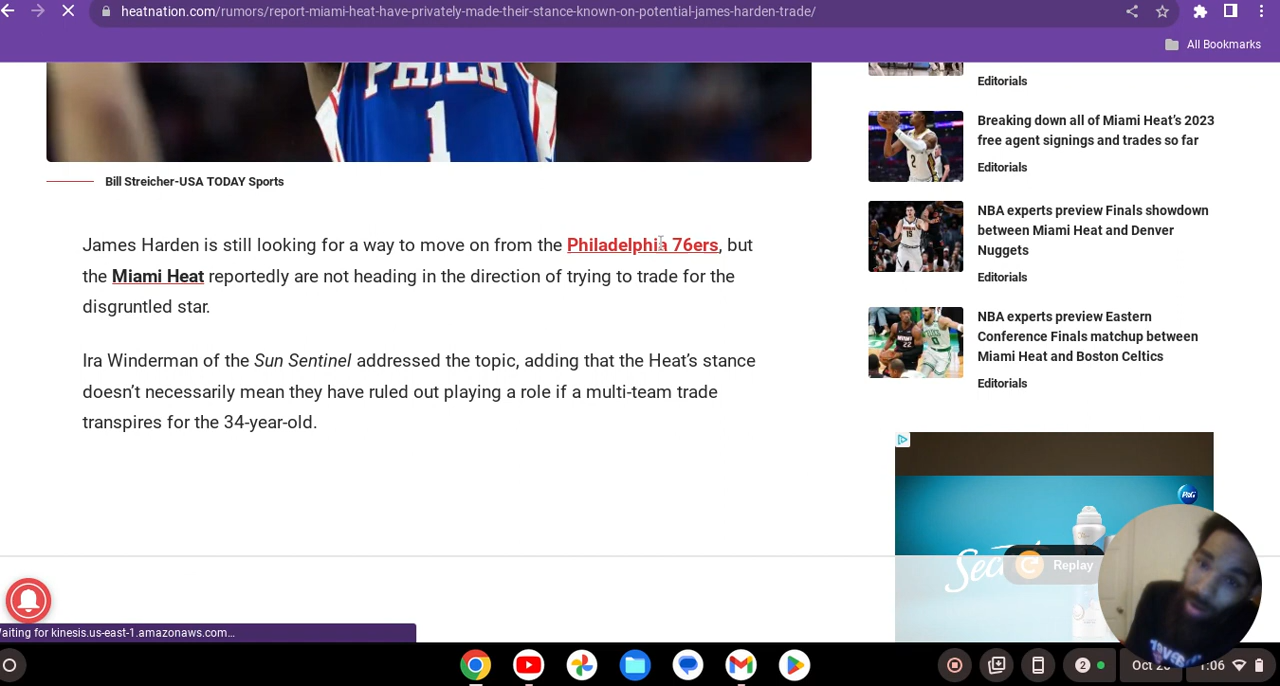 heatnation.com/rumors/report-miami-heat-have-privately-made-their-stance-known-on-potential-james-harden-trade/
All Bookmarks
PHILA
1
Bill Streicher-USA TODAY Sports
James Harden is still looking for a way to move on from the Philadelphia 76ers, but
the Miami Heat reportedly are not heading in the direction of trying to trade for the
disgruntled star.
Ira Winderman of the Sun Sentinel addressed the topic, adding that the Heat’s stance
doesn’t necessarily mean they have ruled out playing a role if a multi-team trade
transpires for the 34-year-old.
Editorials
Breaking down all of Miami Heat’s 2023
free agent signings and trades so far
Editorials
NBA experts preview Finals showdown
between Miami Heat and Denver
Nuggets
Editorials
NBA experts preview Eastern
Conference Finals matchup between
Miami Heat and Boston Celtics
Editorials
P&G
Replay
Waiting for kinesis.us-east-1.amazonaws.com…
2
Oct
1:06